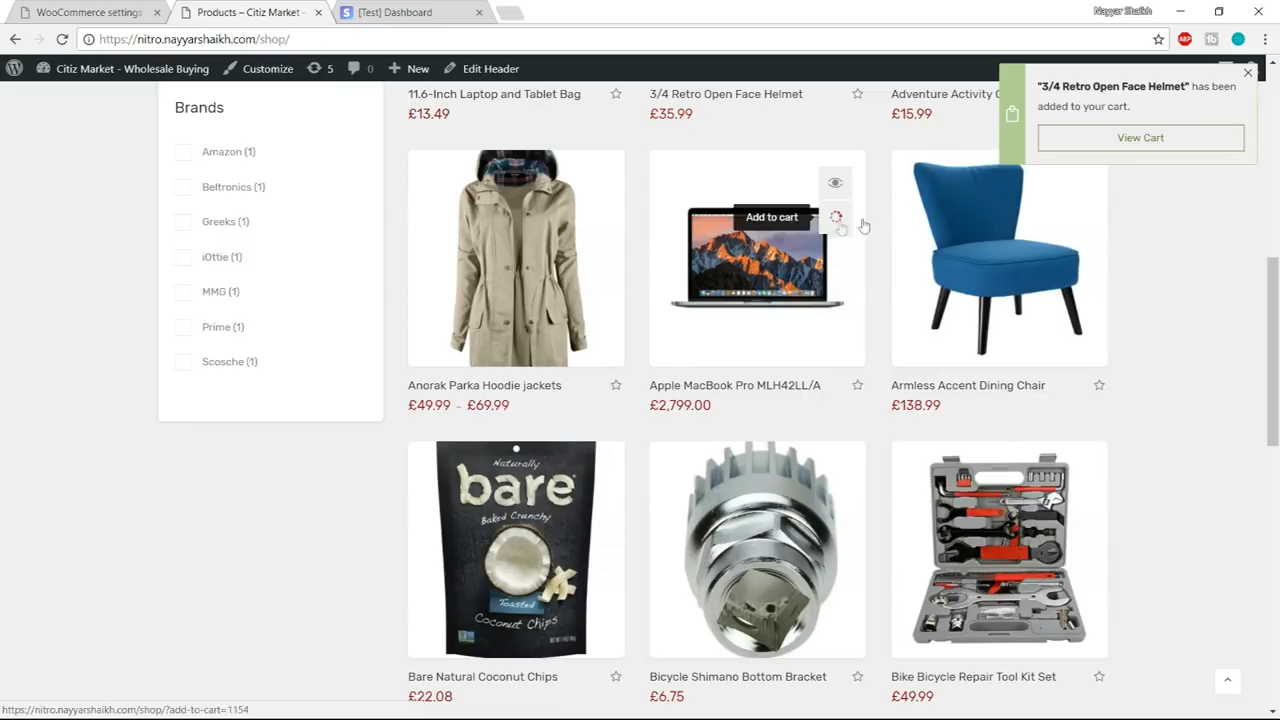 WooCommerce settings
Products – Citiz Market -
[Test] Dashboard
Nayyar Shaikh
https://nitro.nayyarshaikh.com/shop/
ABP
Citiz Market - Wholesale Buying
Customize
5
0
New
Edit Header
"3/4 Retro Open Face Helmet" has been
added to your cart.
View Cart
Brands
Amazon (1)
Beltronics (1)
Greeks (1)
iOttie (1)
MMG (1)
Prime (1)
Scosche (1)
11.6-Inch Laptop and Tablet Bag
£13.49
3/4 Retro Open Face Helmet
£35.99
Adventure Activity
£15.99
Add to cart
Anorak Parka Hoodie jackets
£49.99 – £69.99
Apple MacBook Pro MLH42LL/A
£2,799.00
Armless Accent Dining Chair
£138.99
Naturally
bare
Baked Crunchy
Toasted
Coconut Chips
Bare Natural Coconut Chips
£22.08
Bicycle Shimano Bottom Bracket
£6.75
Bike Bicycle Repair Tool Kit Set
£49.99
https://nitro.nayyarshaikh.com/shop/?add-to-cart=1154